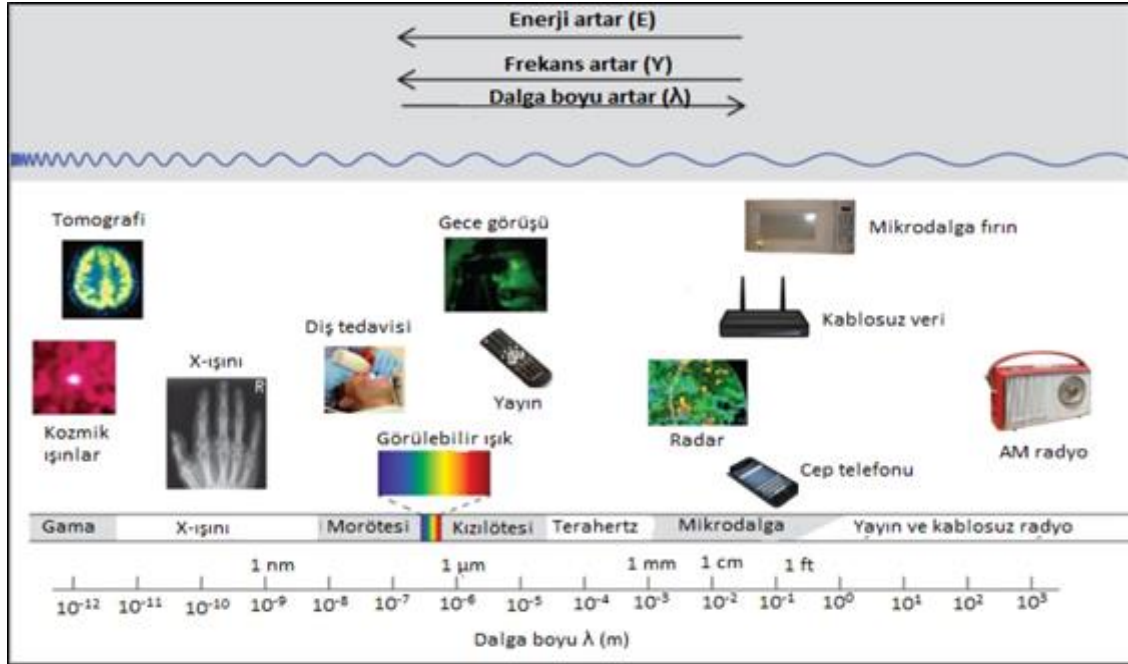 Enerji artar (E)
Frekans artar (Y)
Dalga boyu artar (λ)
Tomografi
Gece görüşü
Mikrodalga fırın
Diş tedavisi
Kablosuz veri
X-ışını
R
Yayın
Kozmik
ışınlar
Görülebilir ışık
Radar
Cep telefonu
AM radyo
Gama X-ışını Morötesi Kızılötesi Terahertz Mikrodalga Yayın ve kablosuz radyo
1 nm 1 µm 1 mm 1 cm 1 ft
10⁻¹² 10⁻¹¹ 10⁻¹⁰ 10⁻⁹ 10⁻⁸ 10⁻⁷ 10⁻⁶ 10⁻⁵ 10⁻⁴ 10⁻³ 10⁻² 10⁻¹ 10⁰ 10¹ 10² 10³
Dalga boyu λ (m)